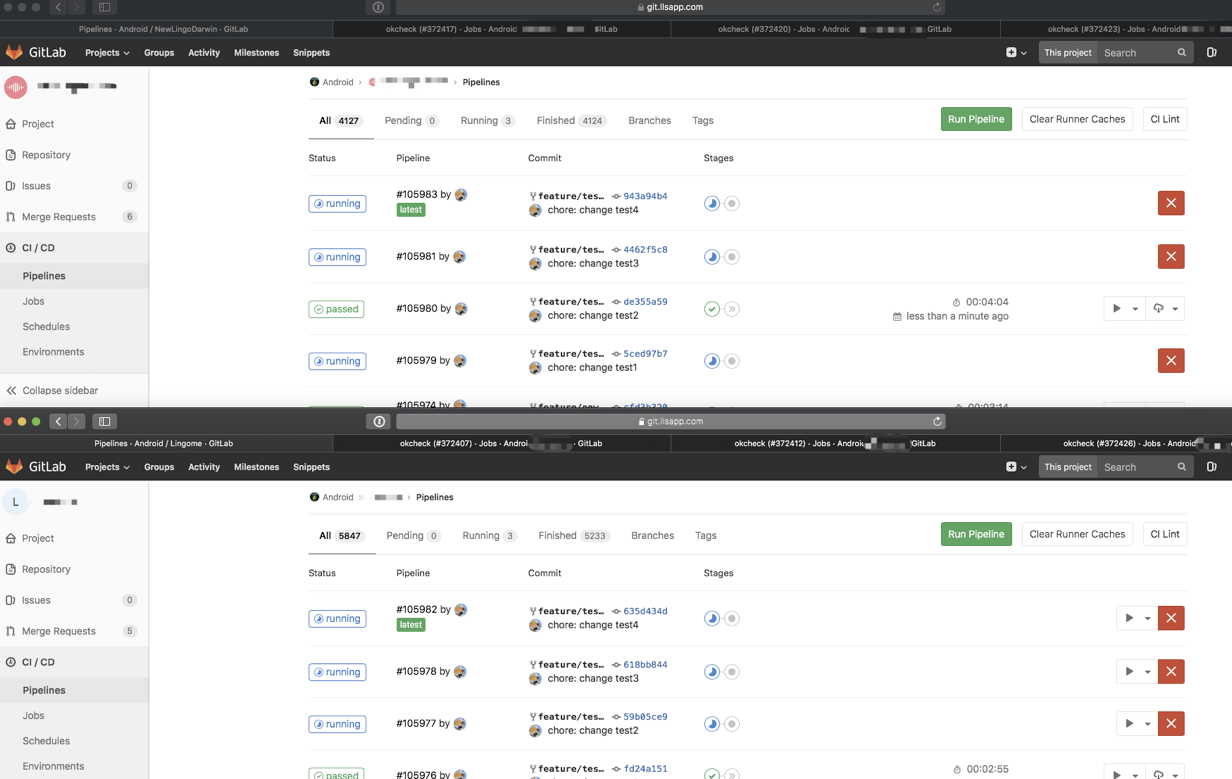 git.llsapp.com
Pipelines · Android / NewLingoDarwin · GitLab
okcheck (#372417) · Jobs · Android
GitLab
okcheck (#372420) · Jobs · Android
GitLab
okcheck (#372423) · Jobs · Android
GitLab
Projects Groups Activity Milestones Snippets
This project Search
Android › › Pipelines
Project
Repository
Issues 0
Merge Requests 6
CI / CD
Pipelines
Jobs
Schedules
Environments
Collapse sidebar
All 4127 Pending 0 Running 3 Finished 4124 Branches Tags
Run Pipeline Clear Runner Caches CI Lint
Status Pipeline Commit Stages
running #105983 by feature/tes… 943a94b4
latest chore: change test4
running #105981 by feature/tes… 4462f5c8
chore: change test3
passed #105980 by feature/tes… de355a59 00:04:04
chore: change test2 less than a minute ago
running #105979 by feature/tes… 5ced97b7
chore: change test1
#105974 by feature/new… cfd3b320 00:03:14
git.llsapp.com
Pipelines · Android / Lingome · GitLab
okcheck (#372407) · Jobs · Android
· GitLab
okcheck (#372412) · Jobs · Android
GitLab
okcheck (#372426) · Jobs · Android
GitLab
Projects Groups Activity Milestones Snippets
This project Search
L
Android › › Pipelines
Project
Repository
Issues 0
Merge Requests 5
CI / CD
Pipelines
Jobs
Schedules
Environments
All 5847 Pending 0 Running 3 Finished 5233 Branches Tags
Run Pipeline Clear Runner Caches CI Lint
Status Pipeline Commit Stages
running #105982 by feature/tes… 635d434d
latest chore: change test4
running #105978 by feature/tes… 618bb844
chore: change test3
running #105977 by feature/tes… 59b05ce9
chore: change test2
passed #105976 by feature/tes… fd24a151 00:02:55